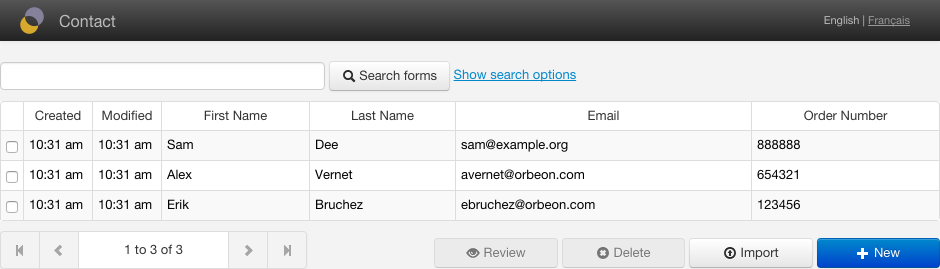 Contact English | Français
Search forms Show search options
Created Modified First Name Last Name Email Order Number
10:31 am 10:31 am Sam Dee sam@example.org 888888
10:31 am 10:31 am Alex Vernet avernet@orbeon.com 654321
10:31 am 10:31 am Erik Bruchez ebruchez@orbeon.com 123456
1 to 3 of 3 Review Delete Import New